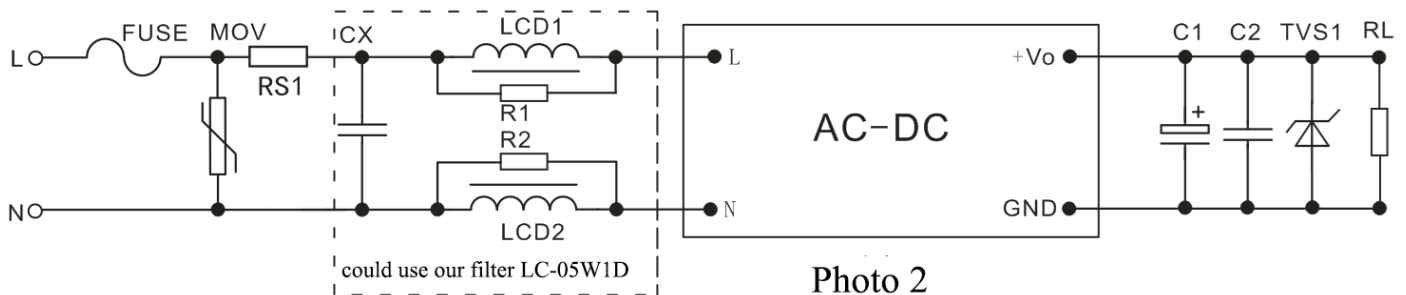 FUSE MOV CX LCD1 C1 C2 TVS1 RL
L L +Vo
RS1
R1
+
AC-DC
R2
N N GND
LCD2
could use our filter LC-05W1D
Photo 2